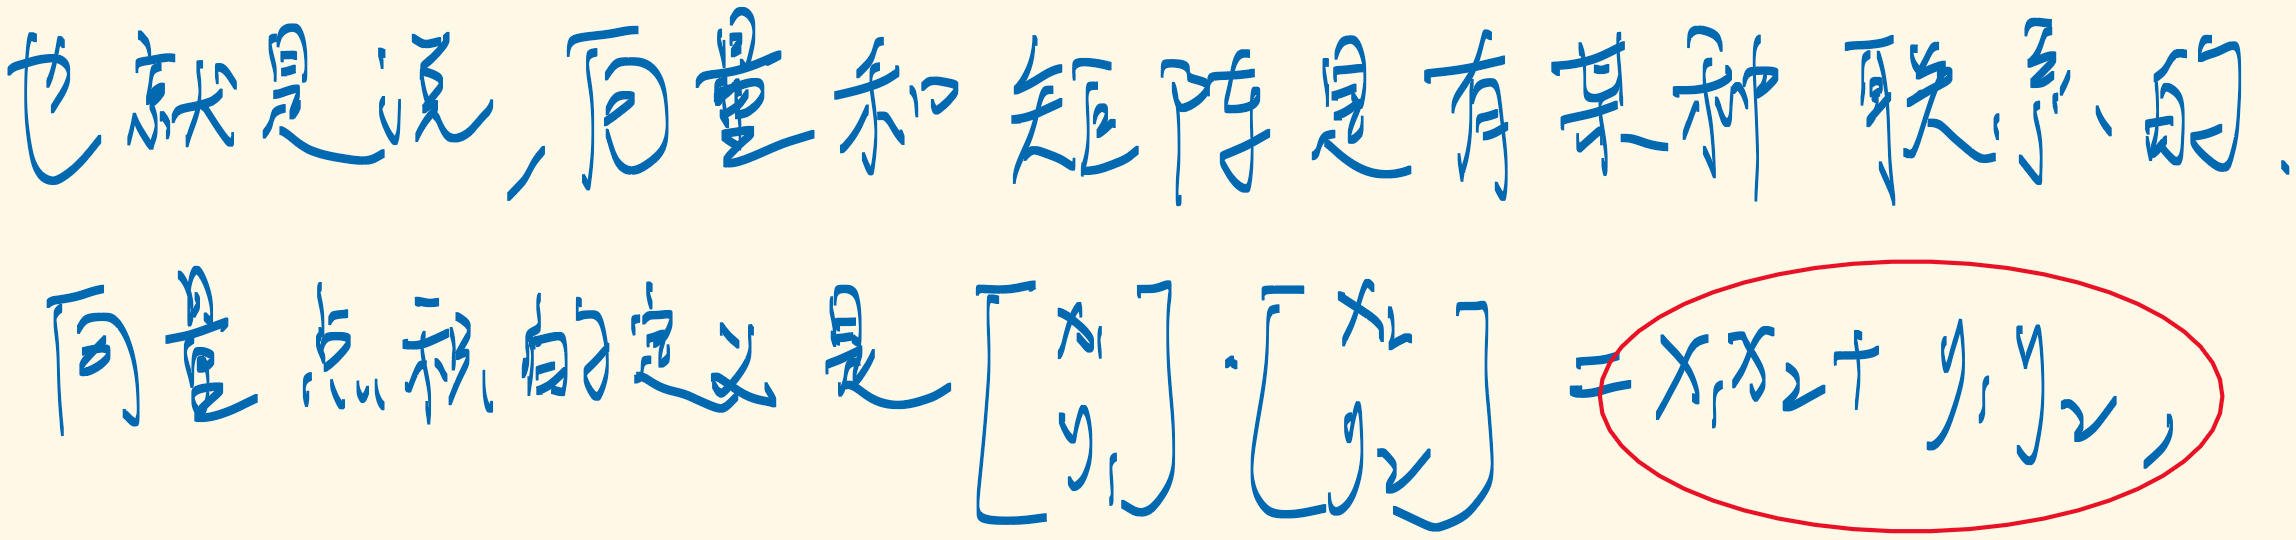 也就是说,向量和矩阵是有某种联系的.
向量点积的定义是[x₁ y₁]·[x₂ y₂]=x₁x₂+y₁y₂,